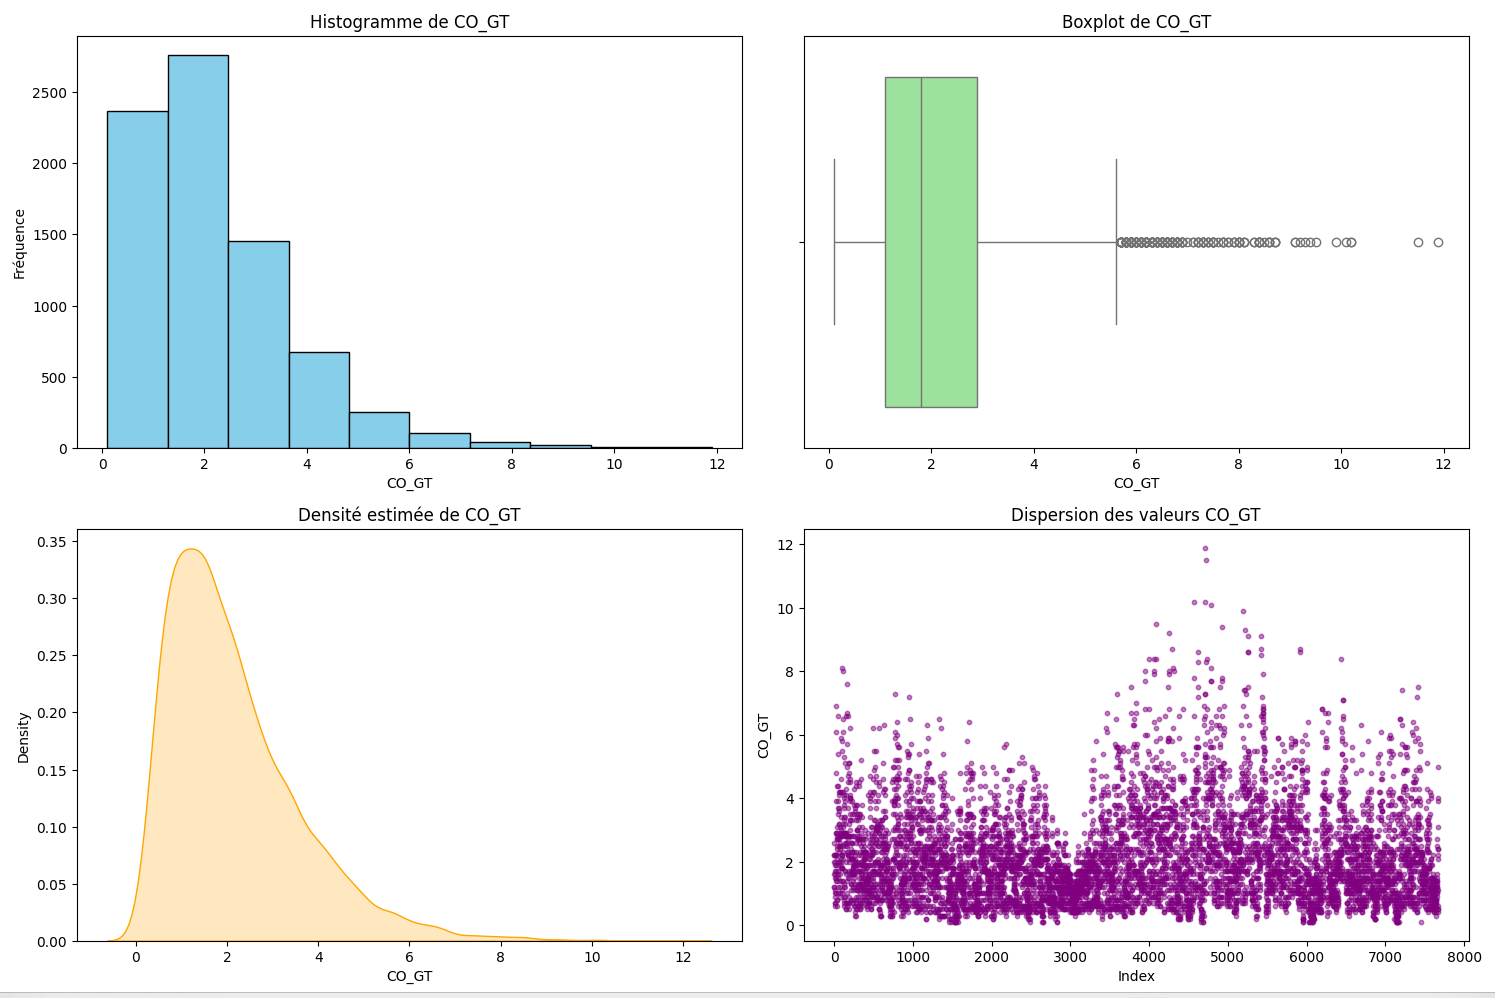 Histogramme de CO_GT
2500
2000
1500
1000
500
0
Fréquence
0 2 4 6 8 10 12
CO_GT
Boxplot de CO_GT
0 2 4 6 8 10 12
CO_GT
Densité estimée de CO_GT
0.35
0.30
0.25
0.20
0.15
0.10
0.05
0.00
Density
0 2 4 6 8 10 12
CO_GT
Dispersion des valeurs CO_GT
12
10
8
6
4
2
0
CO_GT
0 1000 2000 3000 4000 5000 6000 7000 8000
Index